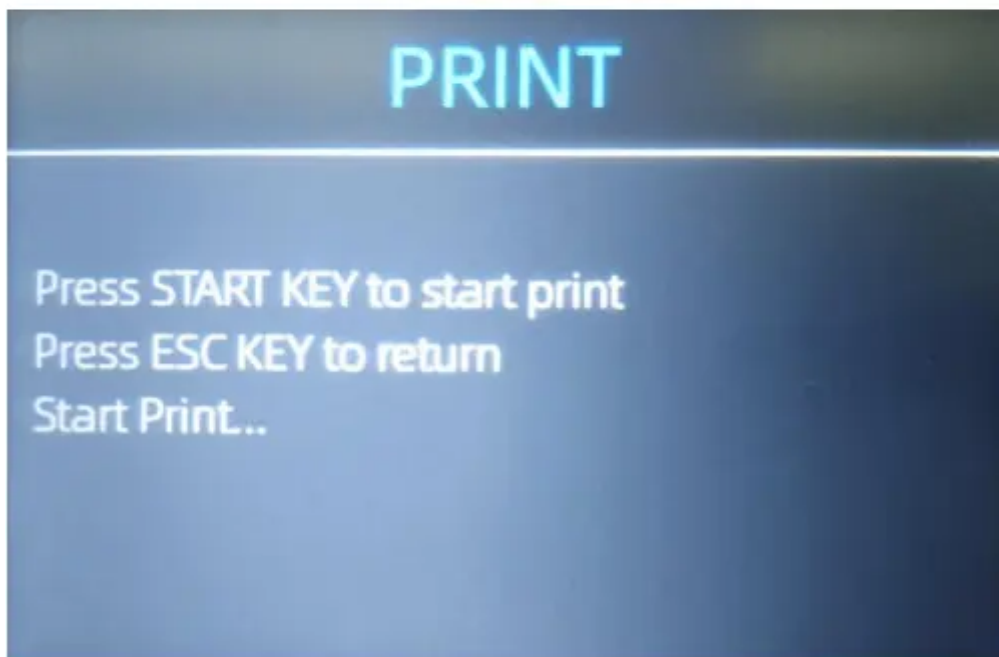 PRINT
Press START KEY to start print
Press ESC KEY to return
Start Print...